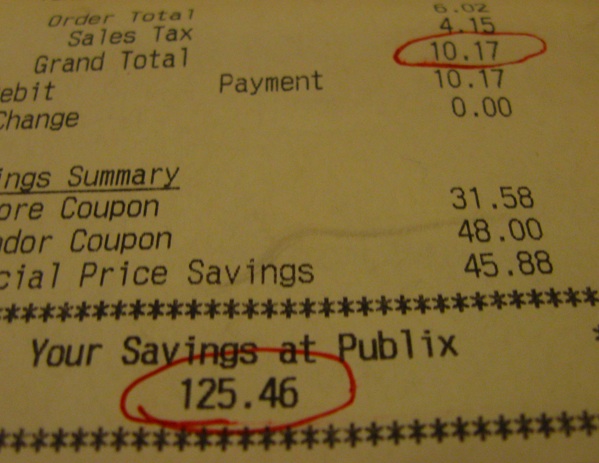 Order Total 6.02
Sales Tax 4.15
Grand Total 10.17
ebit Payment 10.17
Change 0.00
ings Summary
ore Coupon 31.58
ndor Coupon 48.00
cial Price Savings 45.88
****************************************
Your Savings at Publix
125.46
****************************************